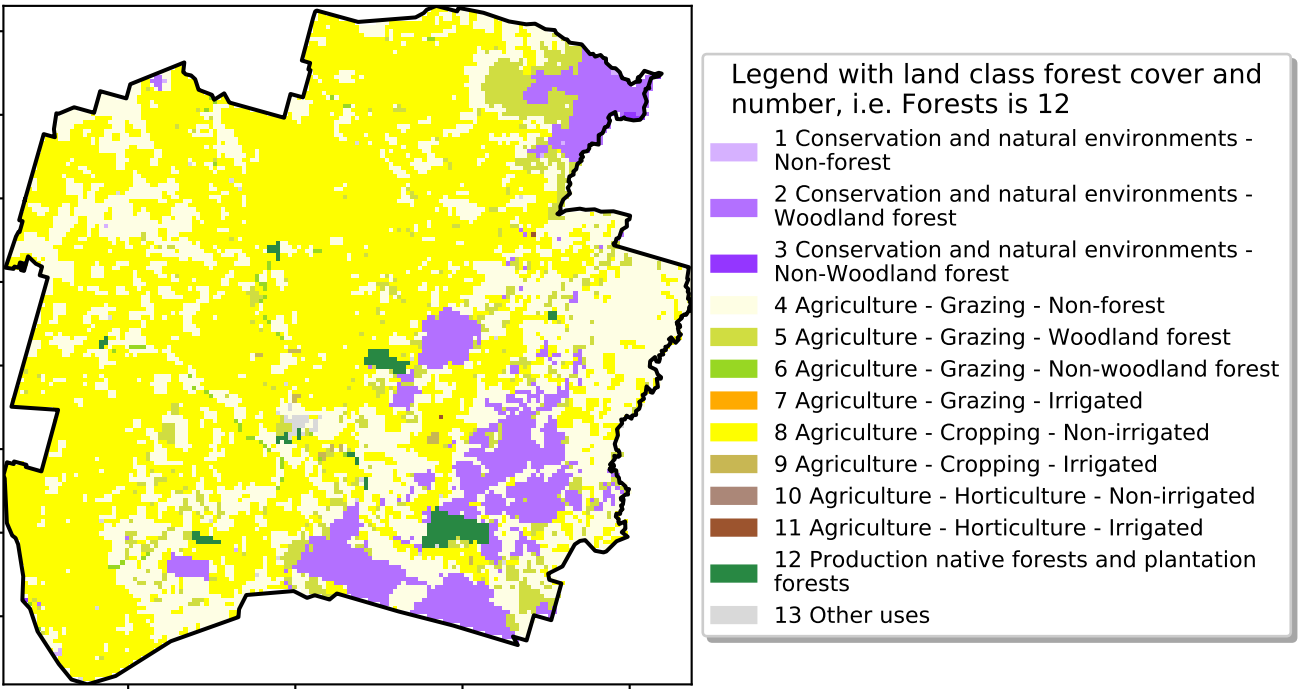 Legend with land class forest cover and
number, i.e. Forests is 12
1 Conservation and natural environments -
Non-forest
2 Conservation and natural environments -
Woodland forest
3 Conservation and natural environments -
Non-Woodland forest
4 Agriculture - Grazing - Non-forest
5 Agriculture - Grazing - Woodland forest
6 Agriculture - Grazing - Non-woodland forest
7 Agriculture - Grazing - Irrigated
8 Agriculture - Cropping - Non-irrigated
9 Agriculture - Cropping - Irrigated
10 Agriculture - Horticulture - Non-irrigated
11 Agriculture - Horticulture - Irrigated
12 Production native forests and plantation
forests
13 Other uses